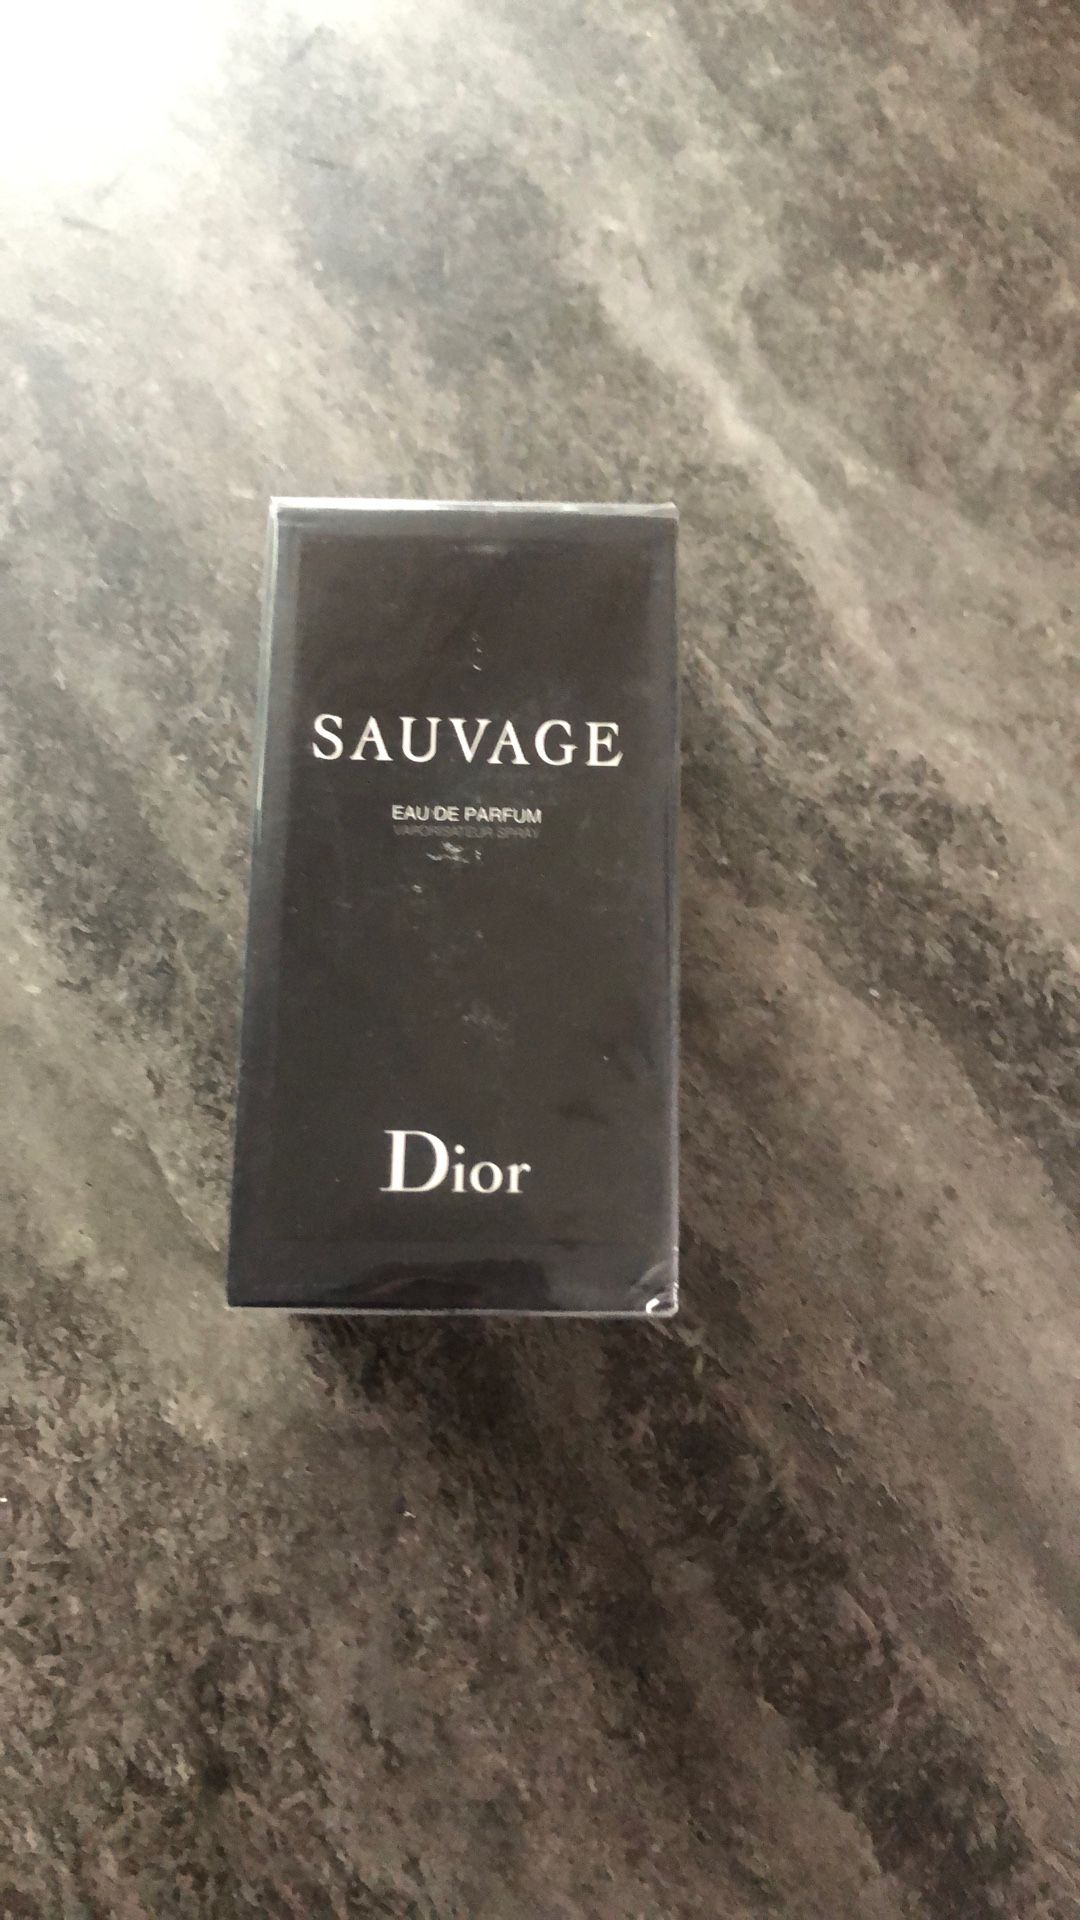 SAUVAGE
EAU DE PARFUM
VAPORISATEUR SPRAY
Dior